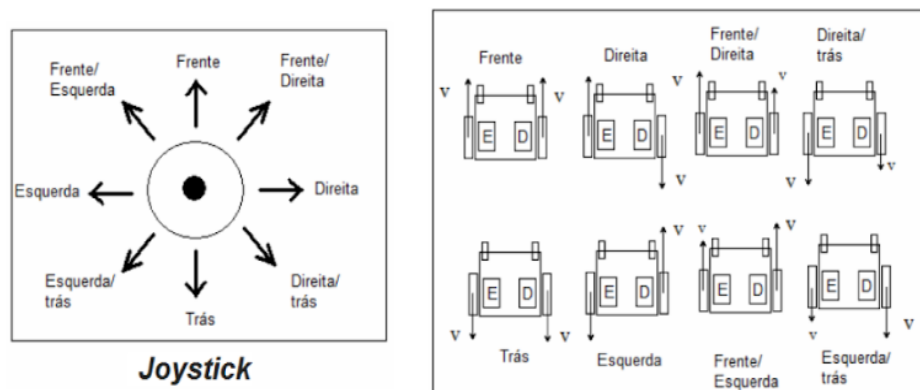 Frente/
Esquerda
Frente
Frente/
Direita
Esquerda
Direita
Esquerda/
trás
Trás
Direita/
trás
Joystick
Frente
Direita
Frente/
Direita
Direita/
trás
v
v
v
v
v
v
v
v
E D
E D
E D
E D
v
v
v
v
v
v
v
v
E D
E D
E D
E D
Trás
Esquerda
Frente/
Esquerda
Esquerda/
trás